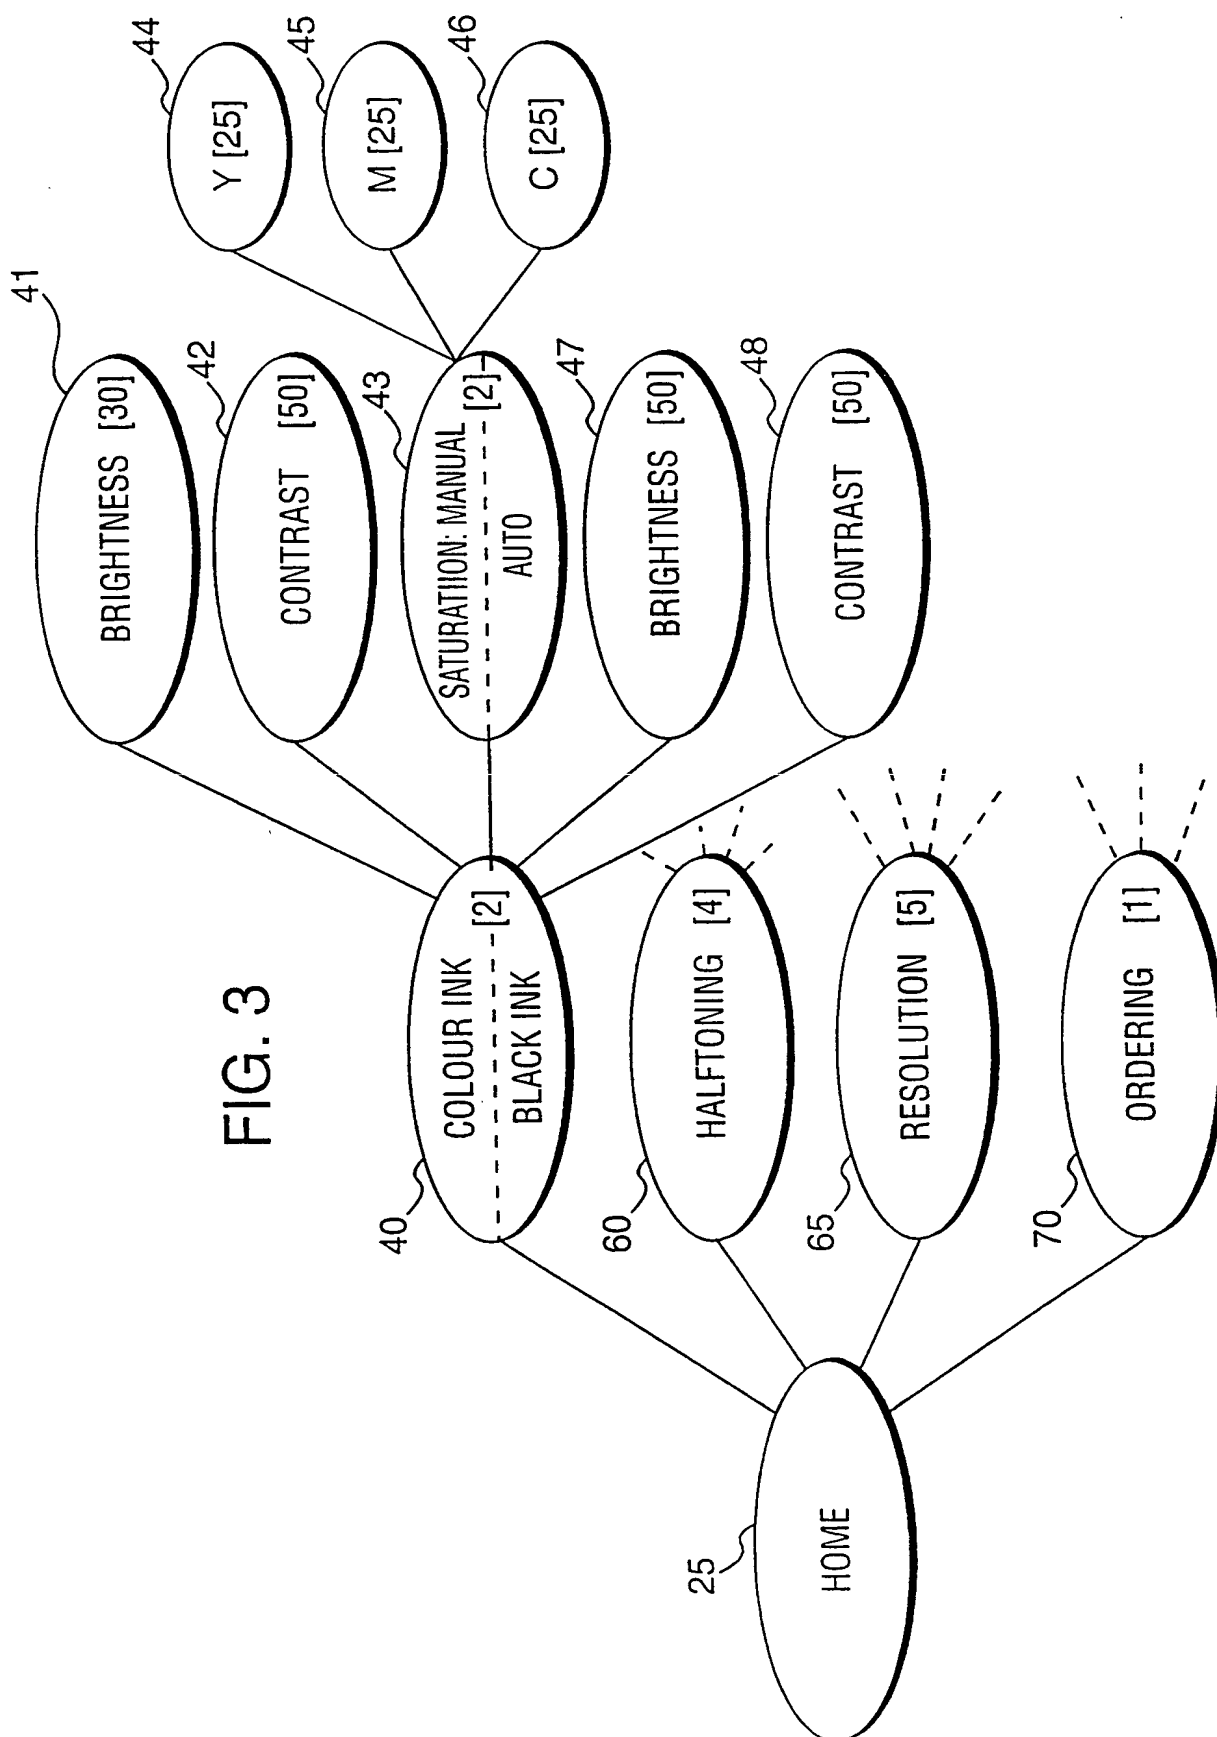 FIG. 3
25
HOME
40
COLOUR INK
[2]
BLACK INK
60
HALFTONING [4]
65
RESOLUTION [5]
70
ORDERING [1]
41
BRIGHTNESS [30]
42
CONTRAST [50]
43
SATURATIION: MANUAL
[2]
AUTO
47
BRIGHTNESS [50]
48
CONTRAST [50]
44
Y [25]
45
M [25]
46
C [25]